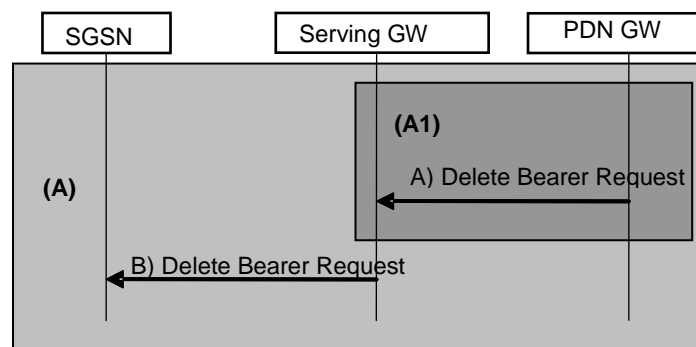 SGSN
Serving GW
PDN GW
(A1)
(A)
A) Delete Bearer Request
B) Delete Bearer Request